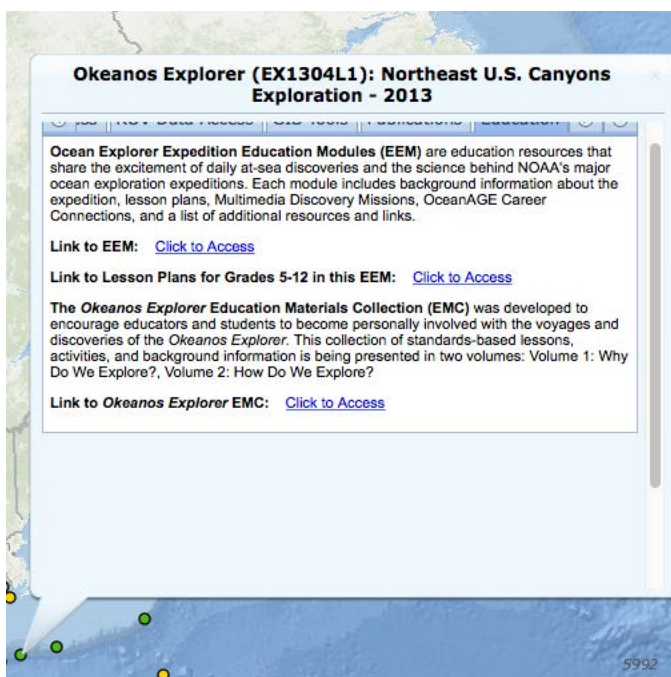 Okeanos Explorer (EX1304L1): Northeast U.S. Canyons
Exploration - 2013
ROV Data Access GIS Tools Publications Education
Ocean Explorer Expedition Education Modules (EEM) are education resources that
share the excitement of daily at-sea discoveries and the science behind NOAA's major
ocean exploration expeditions. Each module includes background information about the
expedition, lesson plans, Multimedia Discovery Missions, OceanAGE Career
Connections, and a list of additional resources and links.
Link to EEM: Click to Access
Link to Lesson Plans for Grades 5-12 in this EEM: Click to Access
The Okeanos Explorer Education Materials Collection (EMC) was developed to
encourage educators and students to become personally involved with the voyages and
discoveries of the Okeanos Explorer. This collection of standards-based lessons,
activities, and background information is being presented in two volumes: Volume 1: Why
Do We Explore?, Volume 2: How Do We Explore?
Link to Okeanos Explorer EMC: Click to Access
5992